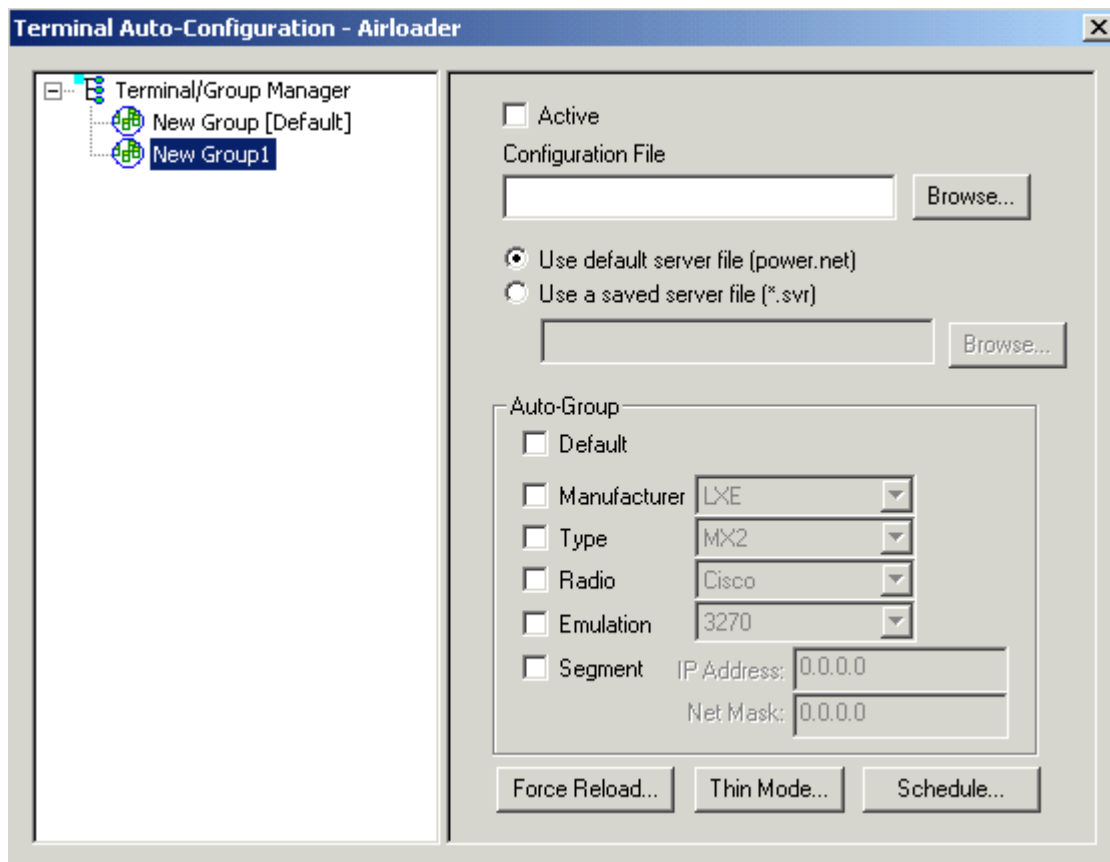 Terminal Auto-Configuration - Airloader
Terminal/Group Manager
New Group [Default]
New Group1
Active
Configuration File
Browse...
Use default server file (power.net)
Use a saved server file (*.svr)
Browse...
Auto-Group
Default
Manufacturer LXE
Type MX2
Radio Cisco
Emulation 3270
Segment IP Address: 0.0.0.0
Net Mask: 0.0.0.0
Force Reload... Thin Mode... Schedule...